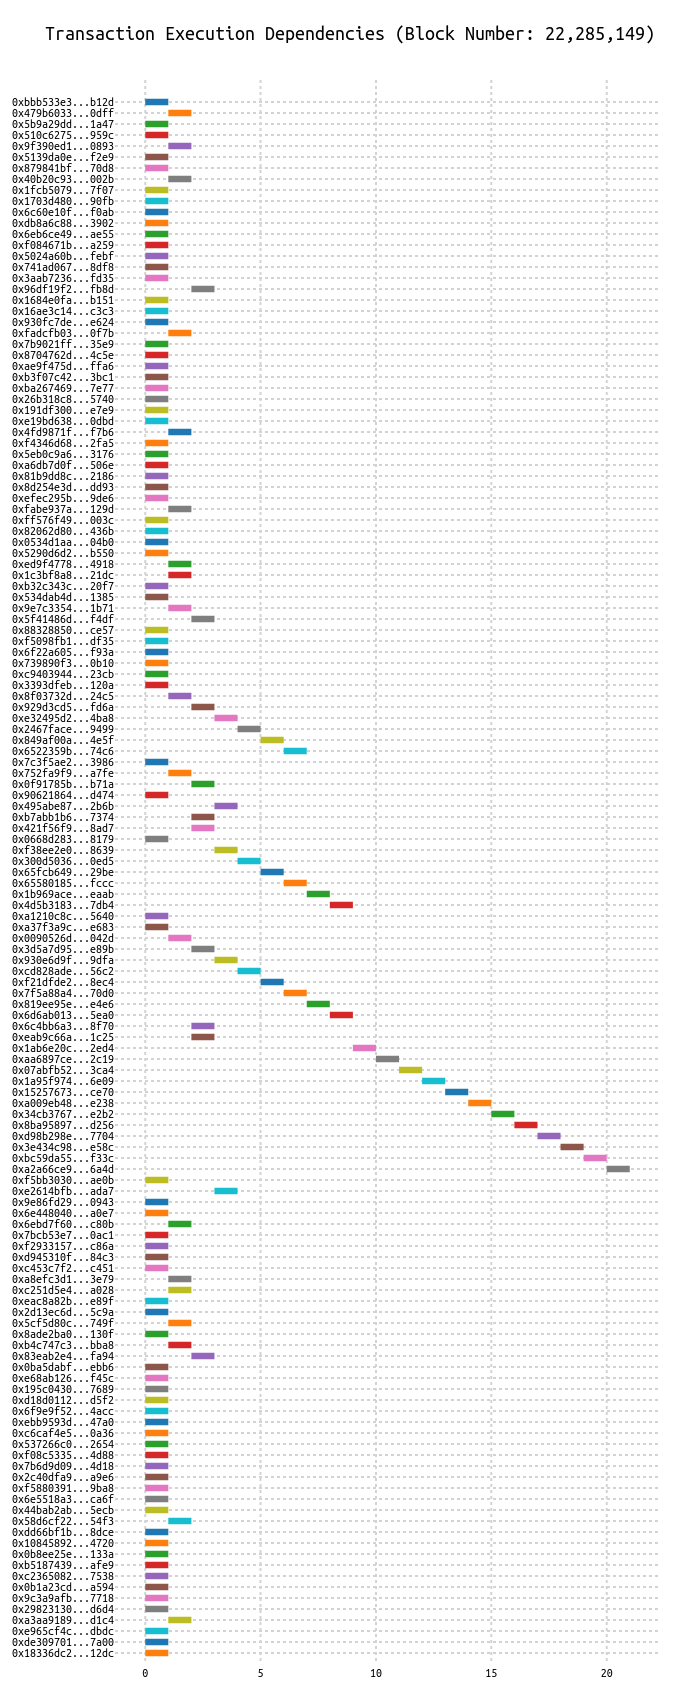 Transaction Execution Dependencies (Block Number: 22,285,149)
0xbbb533e3...b12d
0x479b6033...0dff
0x5b9a29dd...1a47
0x510c6275...959c
0x9f390ed1...0893
0x5139da0e...f2e9
0x879841bf...70d8
0x40b20c93...002b
0x1fcb5079...7f07
0x1703d480...90fb
0x6c60e10f...f0ab
0xdb8a6c88...3902
0x6eb6ce49...ae55
0xf084671b...a259
0x5024a60b...febf
0x741ad067...8df8
0x3aab7236...fd35
0x96df19f2...fb8d
0x1684e0fa...b151
0x16ae3c14...c3c3
0x930fc7de...e624
0xfadcfb03...0f7b
0x7b9021ff...35e9
0x8704762d...4c5e
0xae9f475d...ffa6
0xb3f07c42...3bc1
0xba267469...7e77
0x26b318c8...5740
0x191df300...e7e9
0xe19bd638...0dbd
0x4fd9871f...f7b6
0xf4346d68...2fa5
0x5eb0c9a6...3176
0xa6db7d0f...506e
0x81b9dd8c...2186
0x8d254e3d...dd93
0xefec295b...9de6
0xfabe937a...129d
0xff576f49...003c
0x82062d80...436b
0x0534d1aa...04b0
0x5290d6d2...b550
0xed9f4778...4918
0x1c3bf8a8...21dc
0xb32c343c...20f7
0x534dab4d...1385
0x9e7c3354...1b71
0x5f41486d...f4df
0x88328850...ce57
0xf5098fb1...df35
0x6f22a605...f93a
0x739890f3...0b10
0xc9403944...23cb
0x3393dfeb...120a
0x8f03732d...24c5
0x929d3cd5...fd6a
0xe32495d2...4ba8
0x2467face...9499
0x849af00a...4e5f
0x6522359b...74c6
0x7c3f5ae2...3986
0x752fa9f9...a7fe
0x0f91785b...b71a
0x90621864...d474
0x495abe87...2b6b
0xb7abb1b6...7374
0x421f56f9...8ad7
0x0668d283...8179
0xf38ee2e0...8639
0x300d5036...0ed5
0x65fcb649...29be
0x65580185...fccc
0x1b969ace...eaab
0x4d5b3183...7db4
0xa1210c8c...5640
0xa37f3a9c...e683
0x0090526d...042d
0x3d5a7d95...e89b
0x930e6d9f...9dfa
0xcd828ade...56c2
0xf21dfde2...8ec4
0x7f5a88a4...70d0
0x819ee95e...e4e6
0x6d6ab013...5ea0
0x6c4bb6a3...8f70
0xeab9c66a...1c25
0x1ab6e20c...2ed4
0xaa6897ce...2c19
0x07abfb52...3ca4
0x1a95f974...6e09
0x15257673...ce70
0xa009eb48...e238
0x34cb3767...e2b2
0x8ba95897...d256
0xd98b298e...7704
0x3e434c98...e58c
0xbc59da55...f33c
0xa2a66ce9...6a4d
0xf5bb3030...ae0b
0xe2614bfb...ada7
0x9e86fd29...0943
0x6e448040...a0e7
0x6ebd7f60...c80b
0x7bcb53e7...0ac1
0xf2933157...c86a
0xd945310f...84c3
0xc453c7f2...c451
0xa8efc3d1...3e79
0xc251d5e4...a028
0xeac8a82b...e89f
0x2d13ec6d...5c9a
0x5cf5d80c...749f
0x8ade2ba0...130f
0xb4c747c3...bba8
0x83eab2e4...fa94
0x0ba5dabf...ebb6
0xe68ab126...f45c
0x195c0430...7689
0xd18d0112...d5f2
0x6f9e9f52...4acc
0xebb9593d...47a0
0xc6caf4e5...0a36
0x537266c0...2654
0xf08c5335...4d88
0x7b6d9d09...4d18
0x2c40dfa9...a9e6
0xf5880391...9ba8
0x6e5518a3...ca6f
0x44bab2ab...5ecb
0x58d6cf22...54f3
0xdd66bf1b...8dce
0x10845892...4720
0x0b8ee25e...133a
0xb5187439...afe9
0xc2365082...7538
0x0b1a23cd...a594
0x9c3a9afb...7718
0x29823130...d6d4
0xa3aa9189...d1c4
0xe965cf4c...dbdc
0xde309701...7a00
0x18336dc2...12dc
0 5 10 15 20